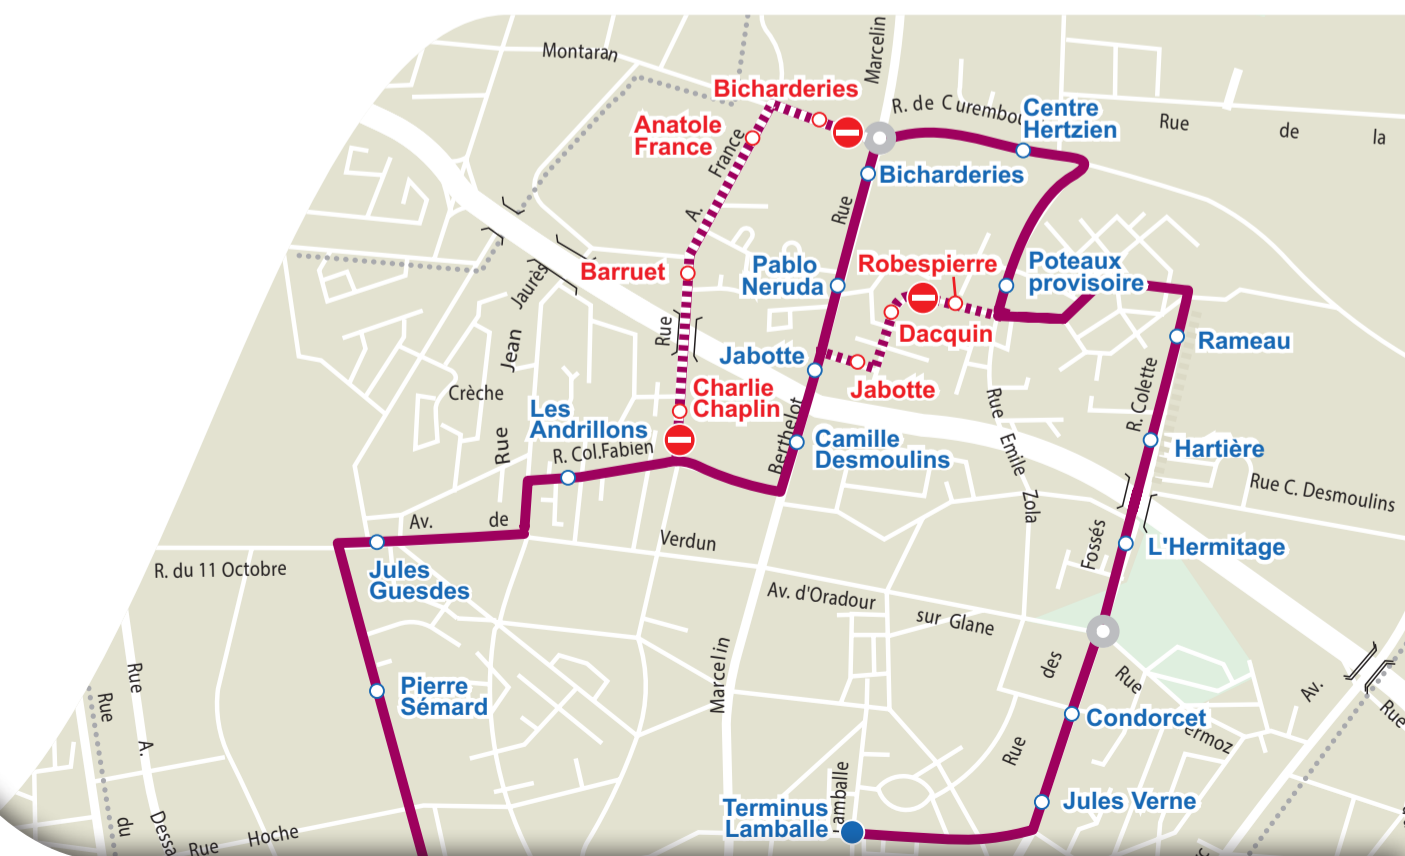 Montaran
Marcelin
Bicharderies
R. de Curembou
Centre
Hertzien
Rue
de
la
Anatole
France
France
A.
Bicharderies
Rue
Barruet
Pablo
Neruda
Robespierre
Poteaux
provisoire
Jaurès
Jean
Rue
Rue
Dacquin
Jabotte
Jabotte
Rameau
Crèche
Charlie
Chaplin
Les
Andrillons
R. Col.Fabien
Berthelot
Camille
Desmoulins
Rue
Emile
Zola
R. Colette
Hartière
Rue C. Desmoulins
Av.
de
Verdun
Fossés
L'Hermitage
R. du 11 Octobre
Jules
Guesdes
Av. d'Oradour
sur Glane
des
Rue
Rue
Pierre
Sémard
Marcelin
Rue
A.
Dessa
Rue
du
Condorcet
ermoz
Av.
Rue
Rue
Hoche
Terminus
Lamballe
Lamballe
Jules Verne